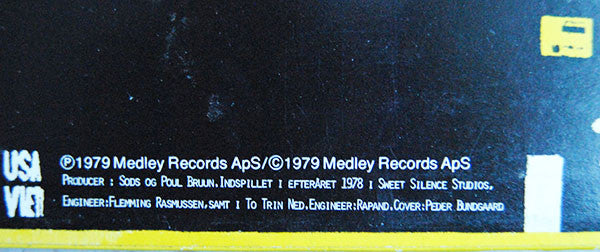 USA
VIET
℗1979 Medley Records ApS/©1979 Medley Records ApS
Producer : Sods og Poul Bruun.Indspillet i efteråret 1978 i Sweet Silence Studios.
Engineer:Flemming Rasmussen.samt i To Trin Ned.Engineer:Rapand.Cover:Peder Bundgaard